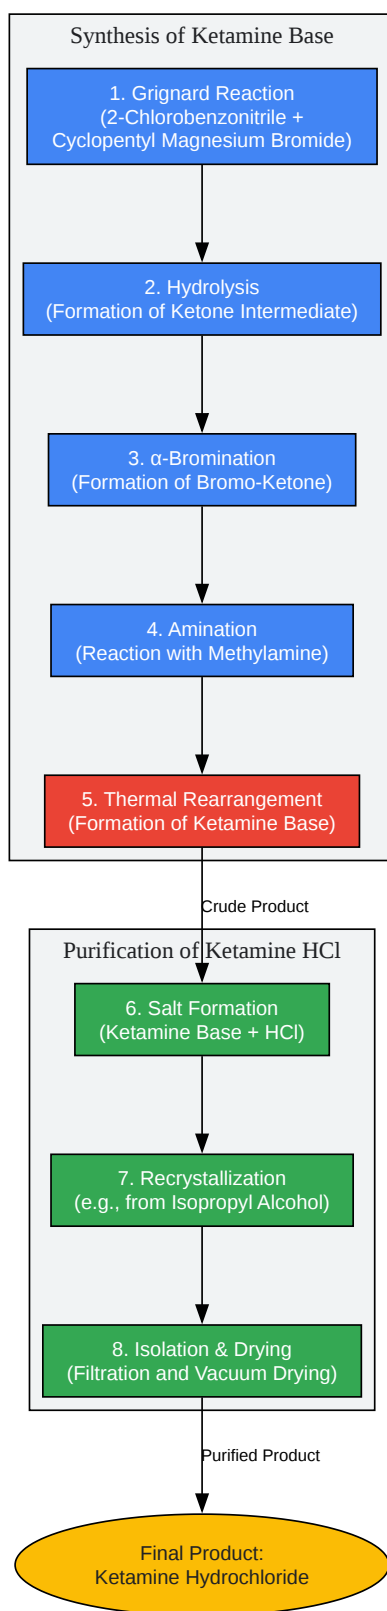 Synthesis of Ketamine Base
1. Grignard Reaction
(2-Chlorobenzonitrile +
Cyclopentyl Magnesium Bromide)
2. Hydrolysis
(Formation of Ketone Intermediate)
3. α-Bromination
(Formation of Bromo-Ketone)
4. Amination
(Reaction with Methylamine)
5. Thermal Rearrangement
(Formation of Ketamine Base)
Crude Product
Purification of Ketamine HCl
6. Salt Formation
(Ketamine Base + HCl)
7. Recrystallization
(e.g., from Isopropyl Alcohol)
8. Isolation & Drying
(Filtration and Vacuum Drying)
Purified Product
Final Product:
Ketamine Hydrochloride